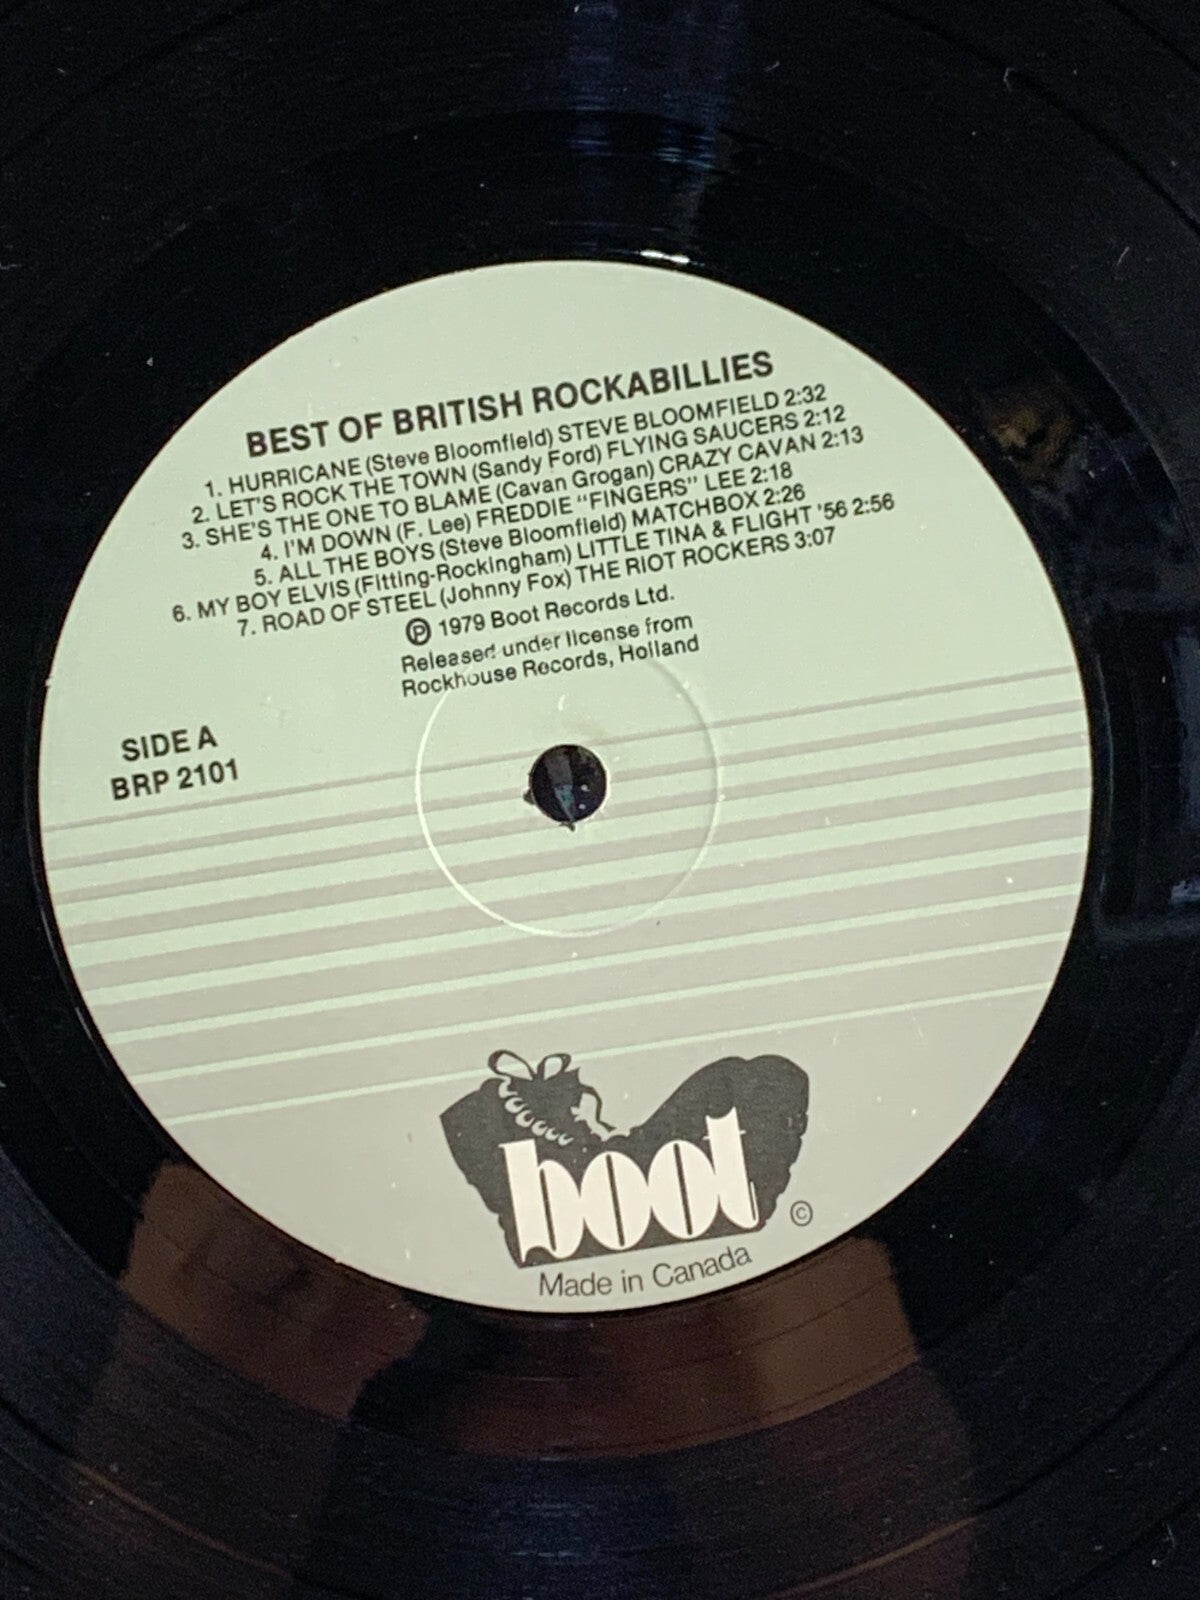 BEST OF BRITISH ROCKABILLIES
1. HURRICANE (Steve Bloomfield) STEVE BLOOMFIELD 2:32
2. LET'S ROCK THE TOWN (Sandy Ford) FLYING SAUCERS 2:12
3. SHE'S THE ONE TO BLAME (Cavan Grogan) CRAZY CAVAN 2:13
4. I'M DOWN (F. Lee) FREDDIE "FINGERS" LEE 2:18
5. ALL THE BOYS (Steve Bloomfield) MATCHBOX 2:26
6. MY BOY ELVIS (Fitting-Rockingham) LITTLE TINA & FLIGHT '56 2:56
7. ROAD OF STEEL (Johnny Fox) THE RIOT ROCKERS 3:07
℗ 1979 Boot Records Ltd.
Released under license from
Rockhouse Records, Holland
SIDE A
BRP 2101
boot ©
Made in Canada